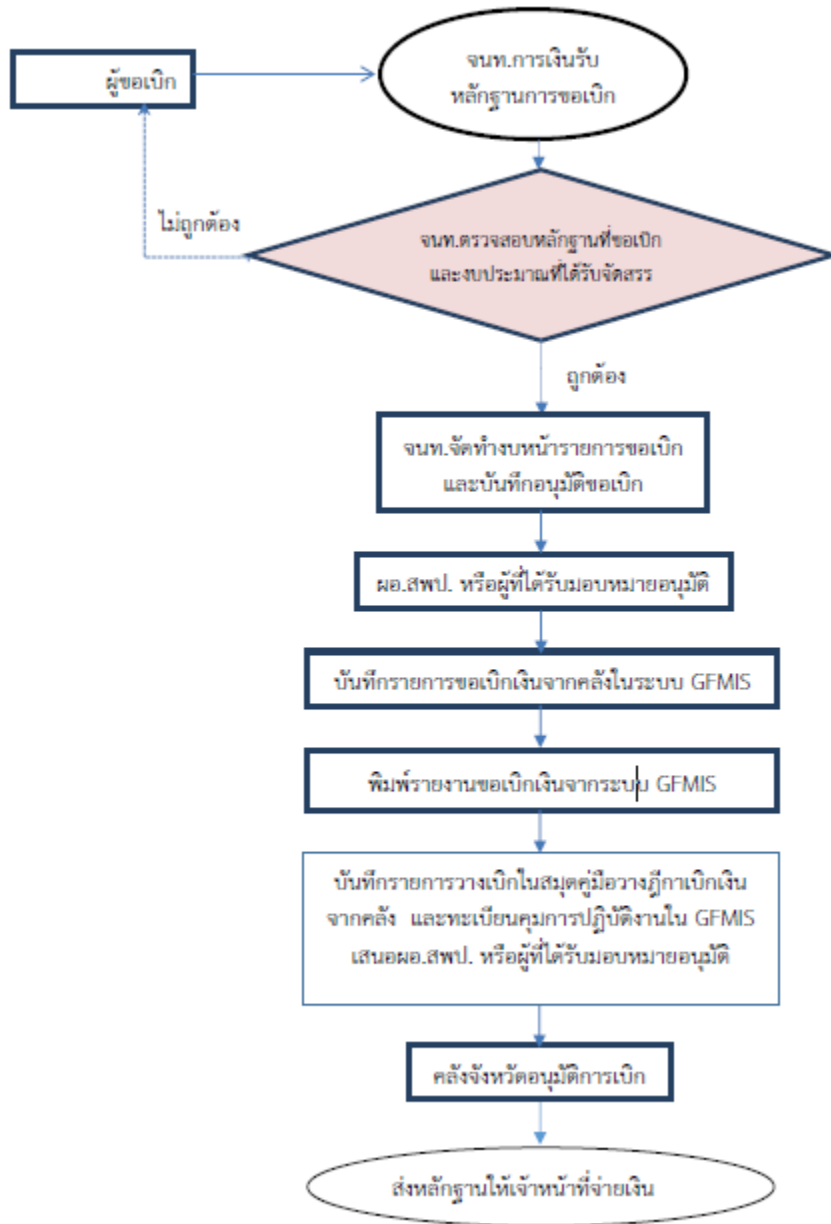 จนท.การเงินรับ
หลักฐานการขอเบิก
ผู้ขอเบิก
ไม่ถูกต้อง
จนท.ตรวจสอบหลักฐานที่ขอเบิก
และงบประมาณที่ได้รับจัดสรร
ถูกต้อง
จนท.จัดทำงบหน้ารายการขอเบิก
และบันทึกอนุมัติขอเบิก
ผอ.สพป. หรือผู้ที่ได้รับมอบหมายอนุมัติ
บันทึกรายการขอเบิกเงินจากคลังในระบบ GFMIS
พิมพ์รายงานขอเบิกเงินจากระบบ GFMIS
บันทึกรายการวางเบิกในสมุดคู่มือวางฎีกาเบิกเงิน
จากคลัง และทะเบียนคุมการปฏิบัติงานใน GFMIS
เสนอผอ.สพป. หรือผู้ที่ได้รับมอบหมายอนุมัติ
คลังจังหวัดอนุมัติการเบิก
ส่งหลักฐานให้เจ้าหน้าที่จ่ายเงิน